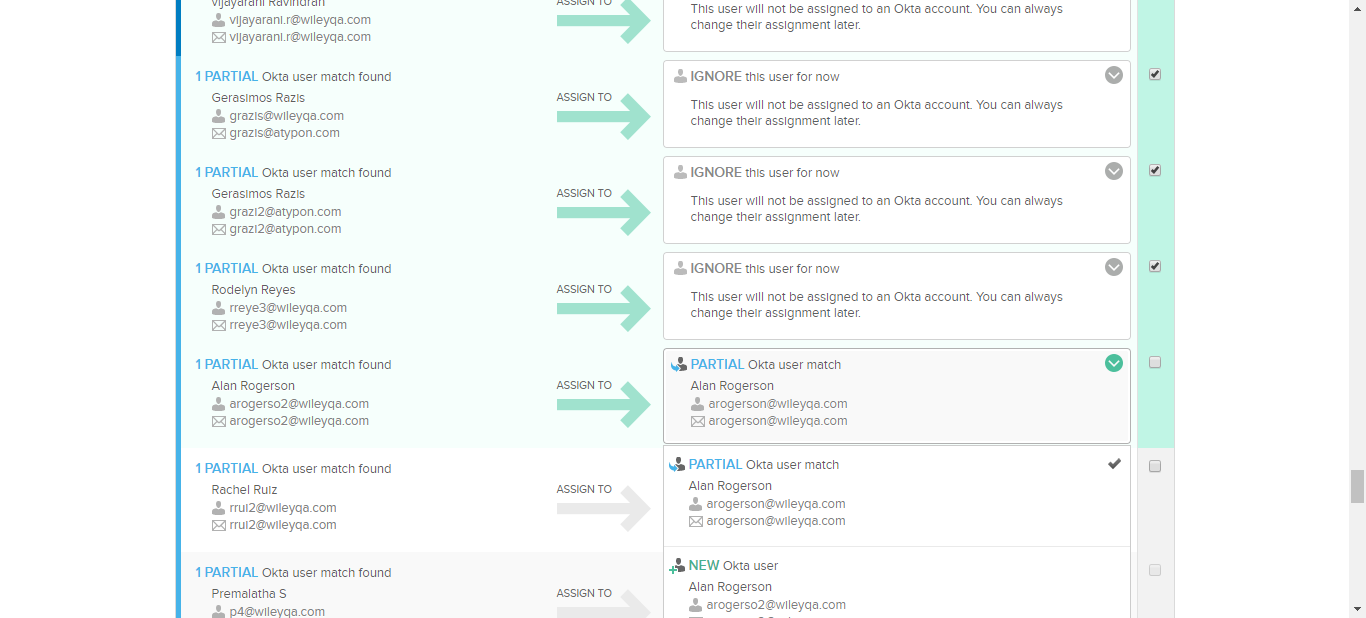 vijayarani Ravindran
vijayarani.r@wileyqa.com
vijayarani.r@wileyqa.com
ASSIGN TO
This user will not be assigned to an Okta account. You can always
change their assignment later.
1 PARTIAL Okta user match found
Gerasimos Razis
grazis@wileyqa.com
grazis@atypon.com
ASSIGN TO
IGNORE this user for now
This user will not be assigned to an Okta account. You can always
change their assignment later.
1 PARTIAL Okta user match found
Gerasimos Razis
grazi2@atypon.com
grazi2@atypon.com
ASSIGN TO
IGNORE this user for now
This user will not be assigned to an Okta account. You can always
change their assignment later.
1 PARTIAL Okta user match found
Rodelyn Reyes
rreye3@wileyqa.com
rreye3@wileyqa.com
ASSIGN TO
IGNORE this user for now
This user will not be assigned to an Okta account. You can always
change their assignment later.
1 PARTIAL Okta user match found
Alan Rogerson
arogerso2@wileyqa.com
arogerso2@wileyqa.com
ASSIGN TO
PARTIAL Okta user match
Alan Rogerson
arogerson@wileyqa.com
arogerson@wileyqa.com
1 PARTIAL Okta user match found
Rachel Ruiz
rrui2@wileyqa.com
rrui2@wileyqa.com
ASSIGN TO
PARTIAL Okta user match
Alan Rogerson
arogerson@wileyqa.com
arogerson@wileyqa.com
1 PARTIAL Okta user match found
Premalatha S
p4@wileyqa.com
ASSIGN TO
NEW Okta user
Alan Rogerson
arogerso2@wileyqa.com